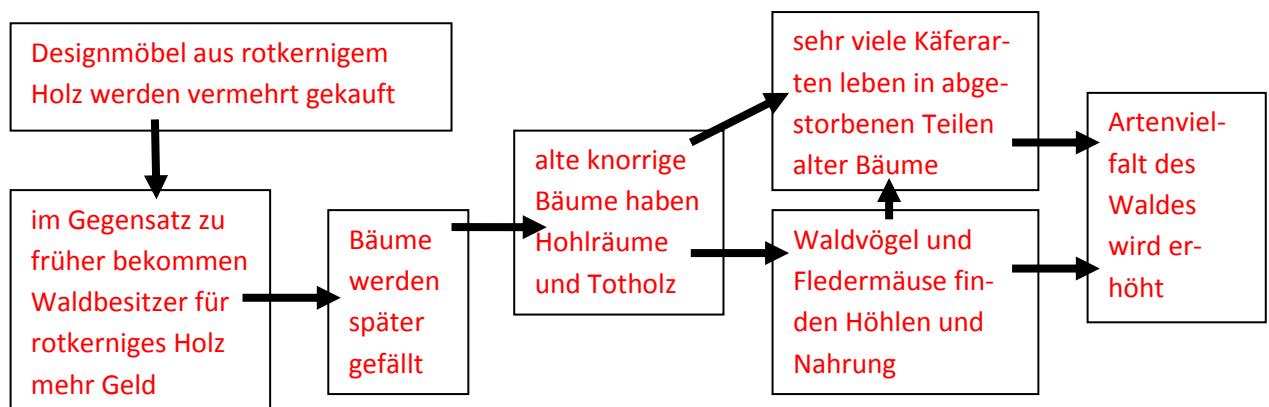 Designmöbel aus rotkernigem
Holz werden vermehrt gekauft
im Gegensatz zu
früher bekommen
Waldbesitzer für
rotkerniges Holz
mehr Geld
Bäume
werden
später
gefällt
alte knorrige
Bäume haben
Hohlräume
und Totholz
sehr viele Käferar-
ten leben in abge-
storbenen Teilen
alter Bäume
Waldvögel und
Fledermäuse fin-
den Höhlen und
Nahrung
Artenviel-
falt des
Waldes
wird er-
höht